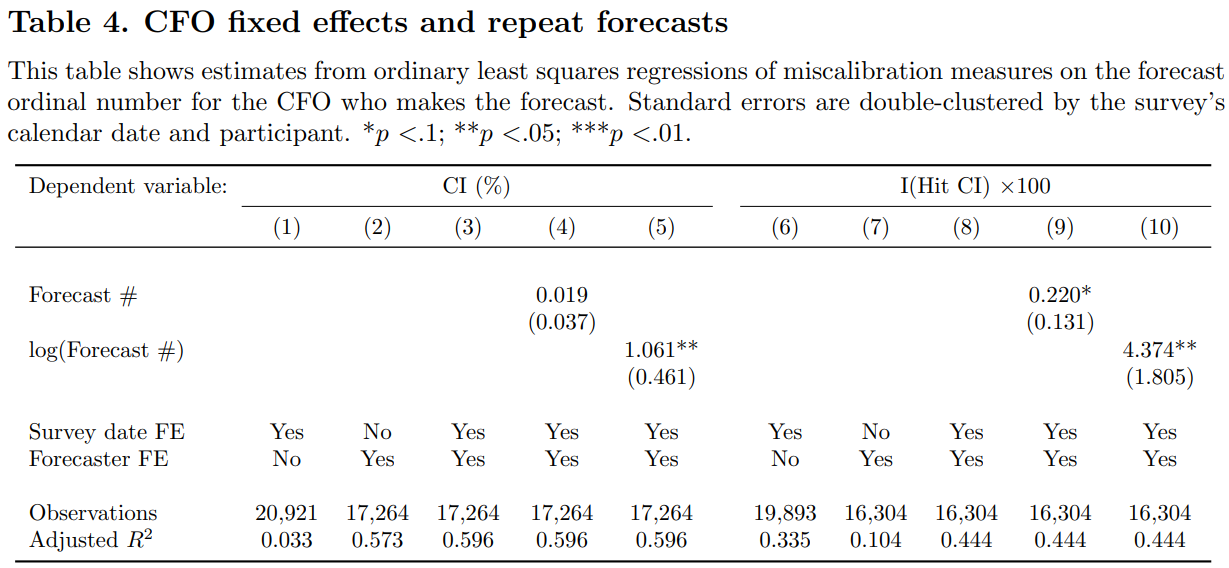 Table 4. CFO fixed effects and repeat forecasts
This table shows estimates from ordinary least squares regressions of miscalibration measures on the forecast
ordinal number for the CFO who makes the forecast. Standard errors are double-clustered by the survey's
calendar date and participant. *p <.1; **p <.05; ***p <.01.
Dependent variable: CI (%) I(Hit CI) ×100
(1) (2) (3) (4) (5) (6) (7) (8) (9) (10)
Forecast # 0.019 0.220*
(0.037) (0.131)
log(Forecast #) 1.061** 4.374**
(0.461) (1.805)
Survey date FE Yes No Yes Yes Yes Yes No Yes Yes Yes
Forecaster FE No Yes Yes Yes Yes No Yes Yes Yes Yes
Observations 20,921 17,264 17,264 17,264 17,264 19,893 16,304 16,304 16,304 16,304
Adjusted R² 0.033 0.573 0.596 0.596 0.596 0.335 0.104 0.444 0.444 0.444